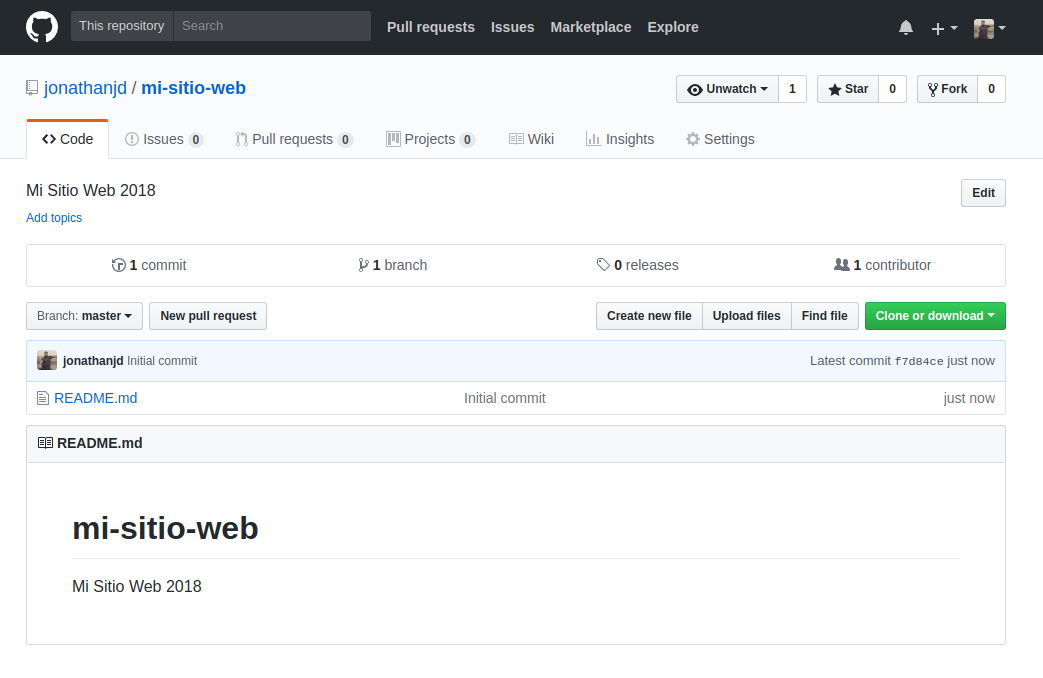 This repository Search Pull requests Issues Marketplace Explore
jonathanjd / mi-sitio-web Unwatch 1 Star 0 Fork 0
Code Issues 0 Pull requests 0 Projects 0 Wiki Insights Settings
Mi Sitio Web 2018 Edit
Add topics
1 commit 1 branch 0 releases 1 contributor
Branch: master New pull request Create new file Upload files Find file Clone or download
jonathanjd Initial commit Latest commit f7d84ce just now
README.md Initial commit just now
README.md
mi-sitio-web
Mi Sitio Web 2018